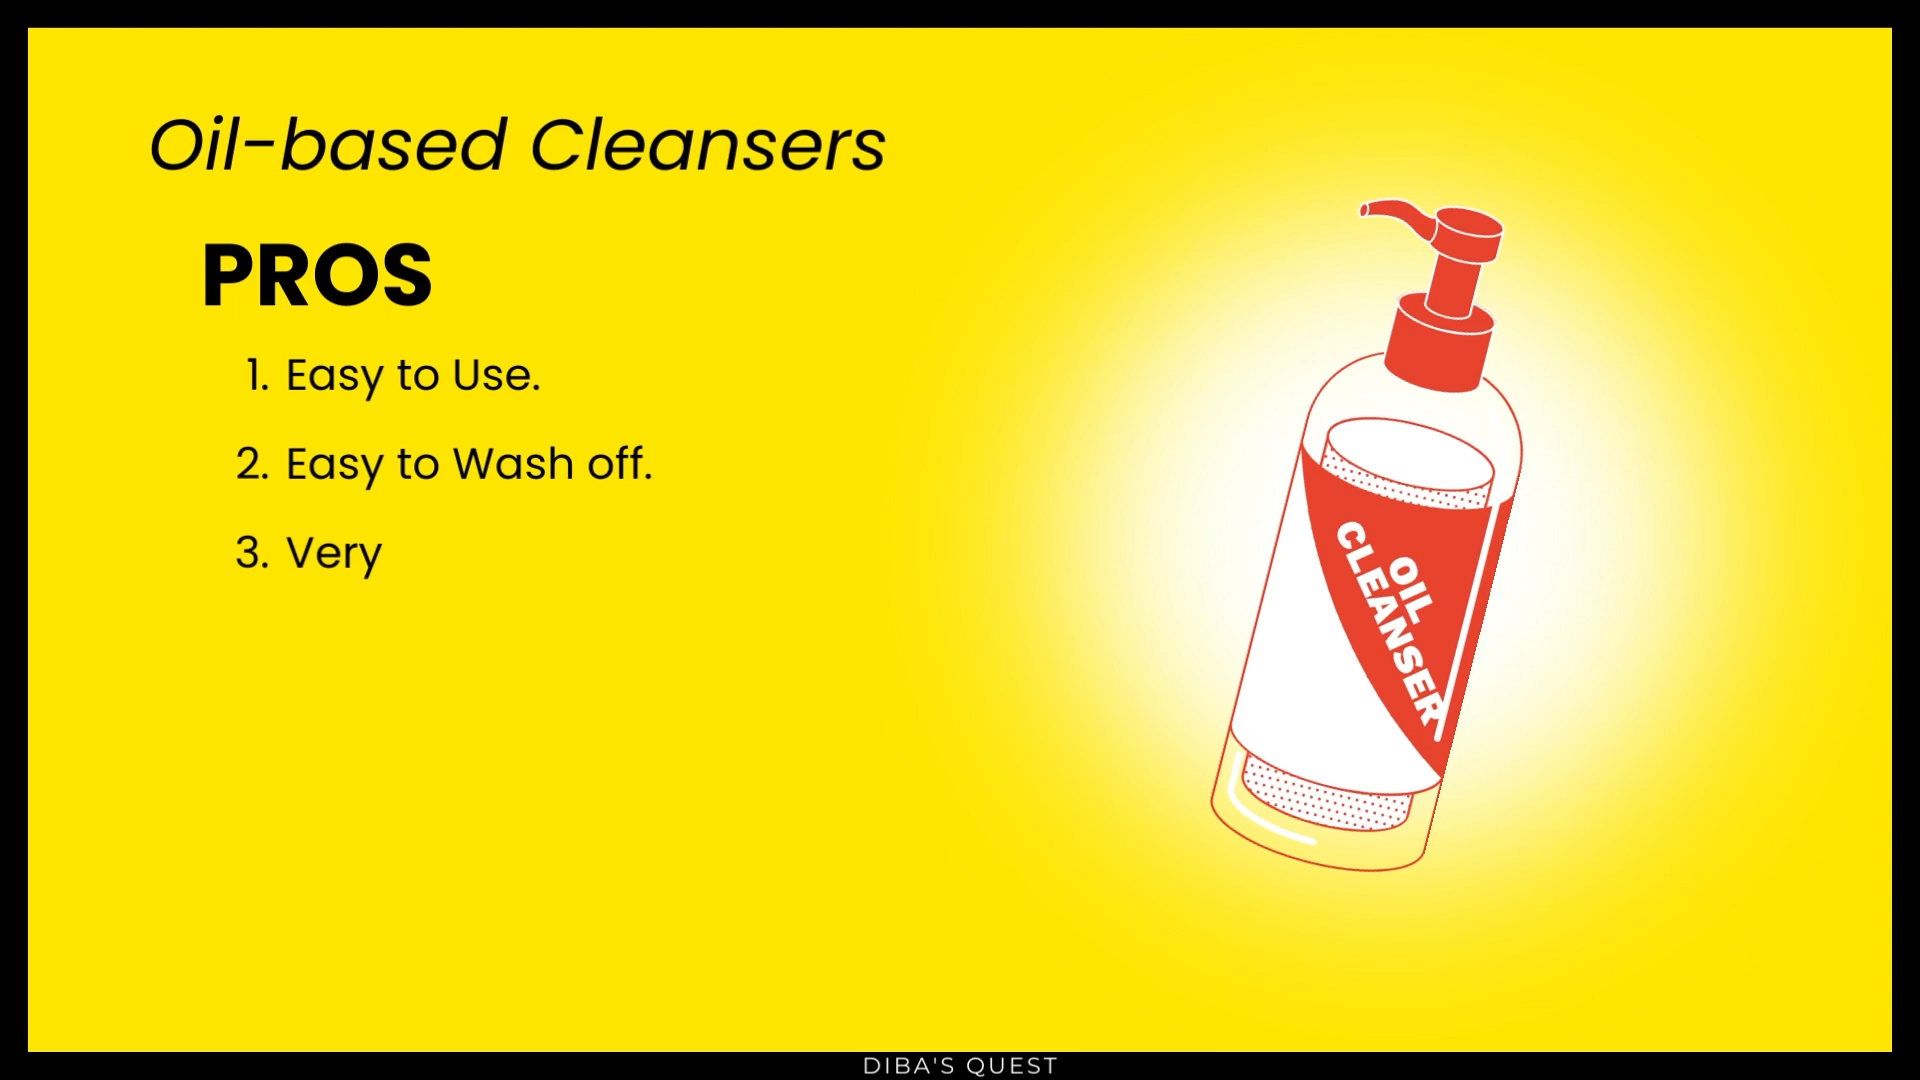 Oil-based Cleansers
PROS
1. Easy to Use.
2. Easy to Wash off.
3. Very
OIL
CLEANSER
DIBA'S QUEST